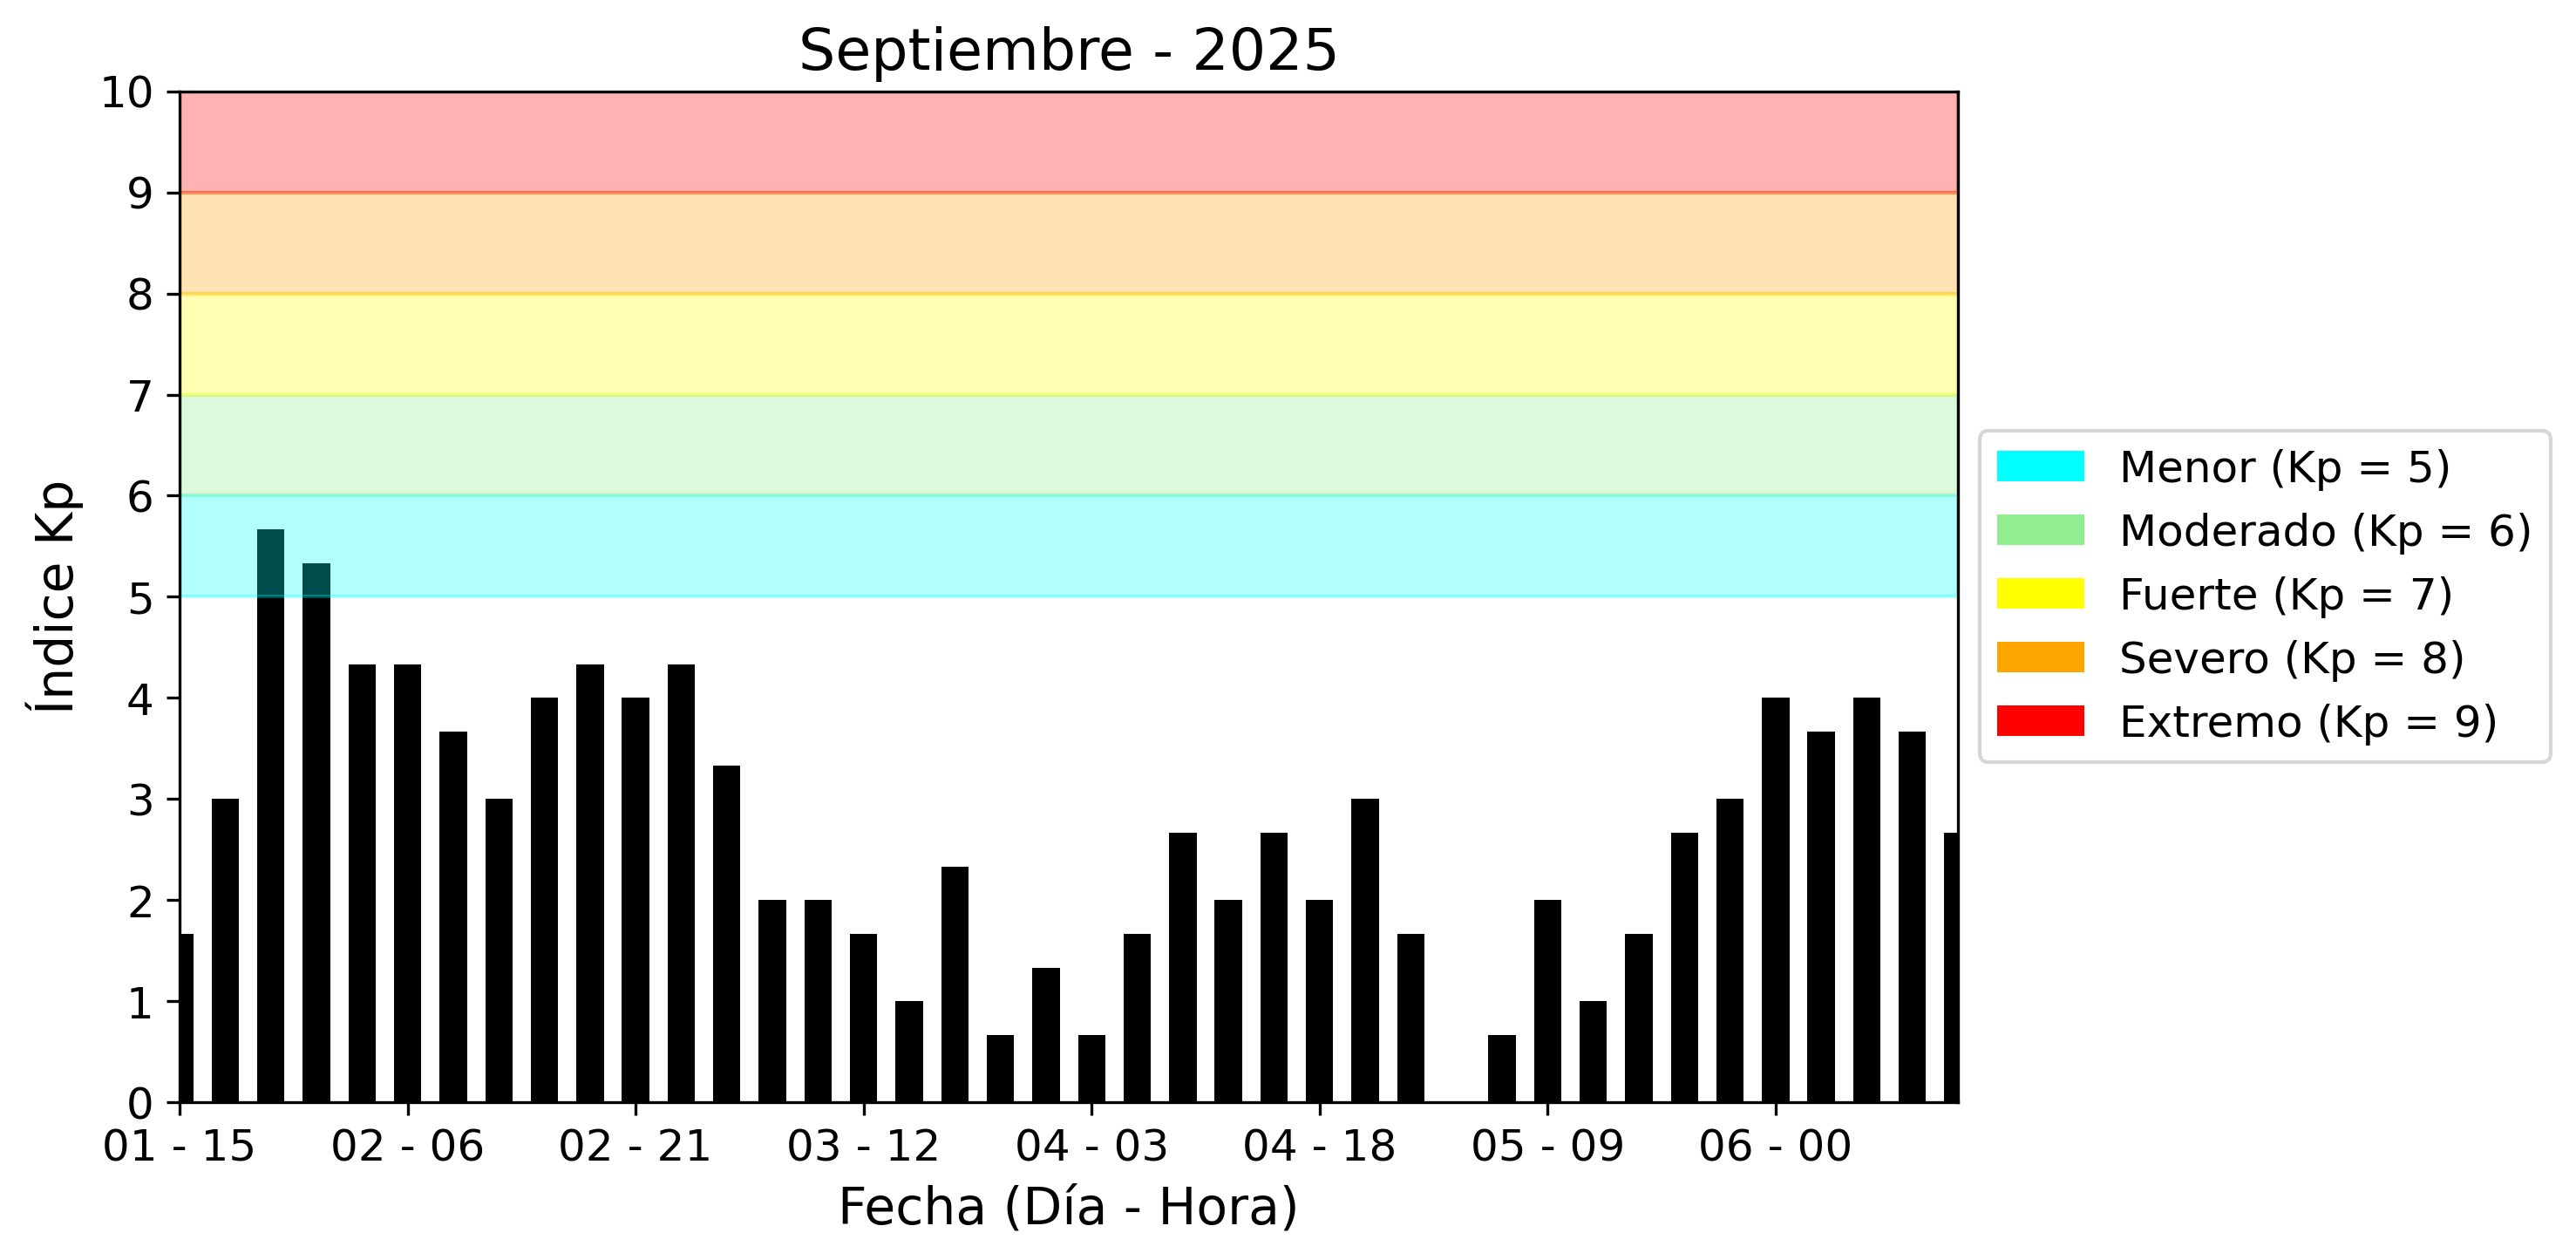 Septiembre - 2025
10
9
8
7
6
5
4
3
2
1
0
Índice Kp
01 - 15
02 - 06
02 - 21
03 - 12
04 - 03
04 - 18
05 - 09
06 - 00
Fecha (Día - Hora)
Menor (Kp = 5)
Moderado (Kp = 6)
Fuerte (Kp = 7)
Severo (Kp = 8)
Extremo (Kp = 9)